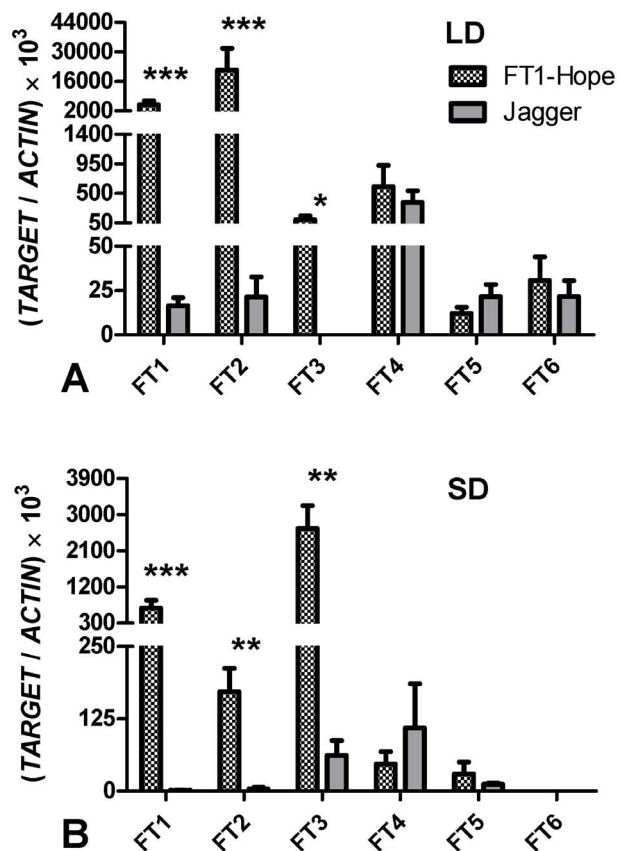 (TARGET / ACTIN) × 10³
44000
30000
16000
2000
1400
950
500
50
50
25
0
***
***
*
LD
FT1-Hope
Jagger
FT1
FT2
FT3
FT4
FT5
FT6
A
(TARGET / ACTIN) × 10³
3900
3000
2100
1200
300
250
125
0
***
**
**
SD
FT1
FT2
FT3
FT4
FT5
FT6
B